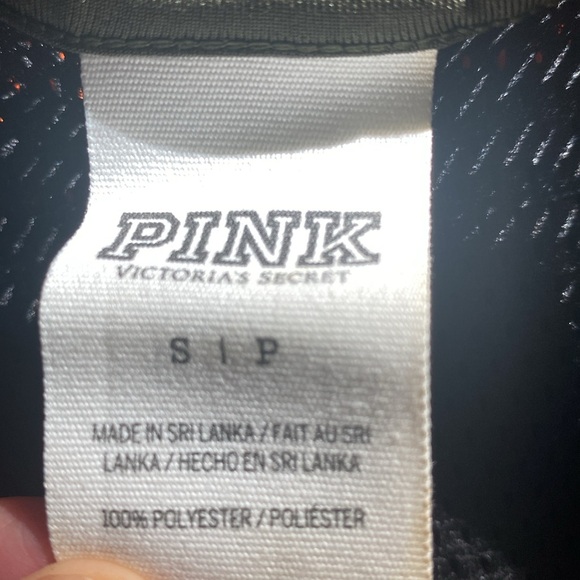 PINK
VICTORIA'S SECRET
S | P
MADE IN SRI LANKA / FAIT AU SRI
LANKA / HECHO EN SRI LANKA
100% POLYESTER / POLIÉSTER